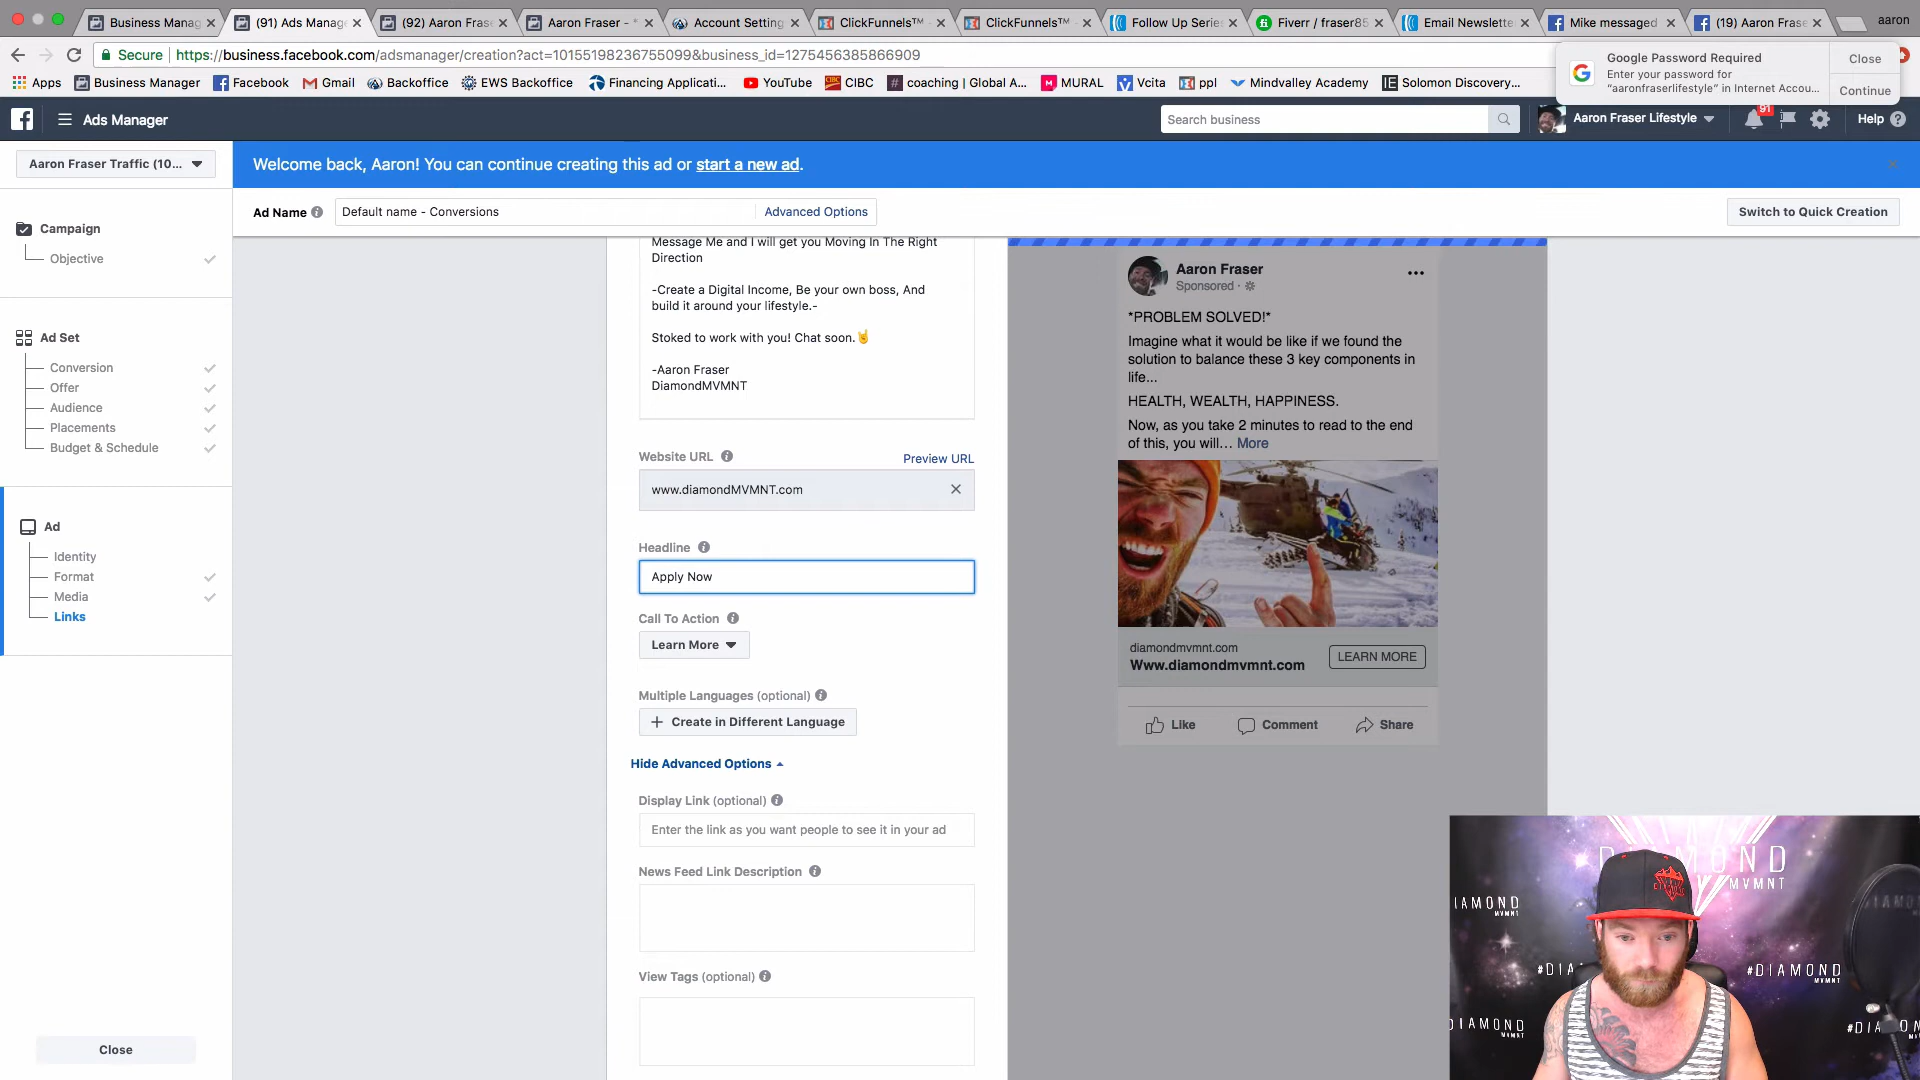 Business Manag
(91) Ads Manage
(92) Aaron Frase
Aaron Fraser - "
Account Setting
ClickFunnels™ -
ClickFunnels™ -
Follow Up Series
Fiverr / fraser85
Email Newslette
Mike messaged
(19) Aaron Frase
aaron
Secure
https://business.facebook.com/adsmanager/creation?act=10155198236755099&business_id=1275456385866909
Apps
Business Manager
Facebook
Gmail
Backoffice
EWS Backoffice
Financing Applicati...
YouTube
CIBC
coaching | Global A...
MURAL
Vcita
ppl
Mindvalley Academy
Solomon Discovery...
Google Password Required
Enter your password for
"aaronfraserlifestyle" in Internet Accou...
Close
Continue
Ads Manager
Search business
Aaron Fraser Lifestyle
91
Help
Aaron Fraser Traffic (10...
Welcome back, Aaron! You can continue creating this ad or start a new ad.
Ad Name
Default name - Conversions
Advanced Options
Switch to Quick Creation
Campaign
Objective
Ad Set
Conversion
Offer
Audience
Placements
Budget & Schedule
Ad
Identity
Format
Media
Links
Close
Message Me and I will get you Moving In The Right
Direction
-Create a Digital Income, Be your own boss, And
build it around your lifestyle.-
Stoked to work with you! Chat soon.🤘
-Aaron Fraser
DiamondMVMNT
Website URL
Preview URL
www.diamondMVMNT.com
Headline
Apply Now
Call To Action
Learn More
Multiple Languages (optional)
+ Create in Different Language
Hide Advanced Options
Display Link (optional)
Enter the link as you want people to see it in your ad
News Feed Link Description
View Tags (optional)
Aaron Fraser
Sponsored ·
*PROBLEM SOLVED!*
Imagine what it would be like if we found the
solution to balance these 3 key components in
life...
HEALTH, WEALTH, HAPPINESS.
Now, as you take 2 minutes to read to the end
of this, you will... More
diamondmvmnt.com
Www.diamondmvmnt.com
LEARN MORE
Like
Comment
Share
DIAMOND
MVMNT
IAMOND
MVMNT
#DIA
#DIAMOND
MVMNT
IAMOND
MVMNT